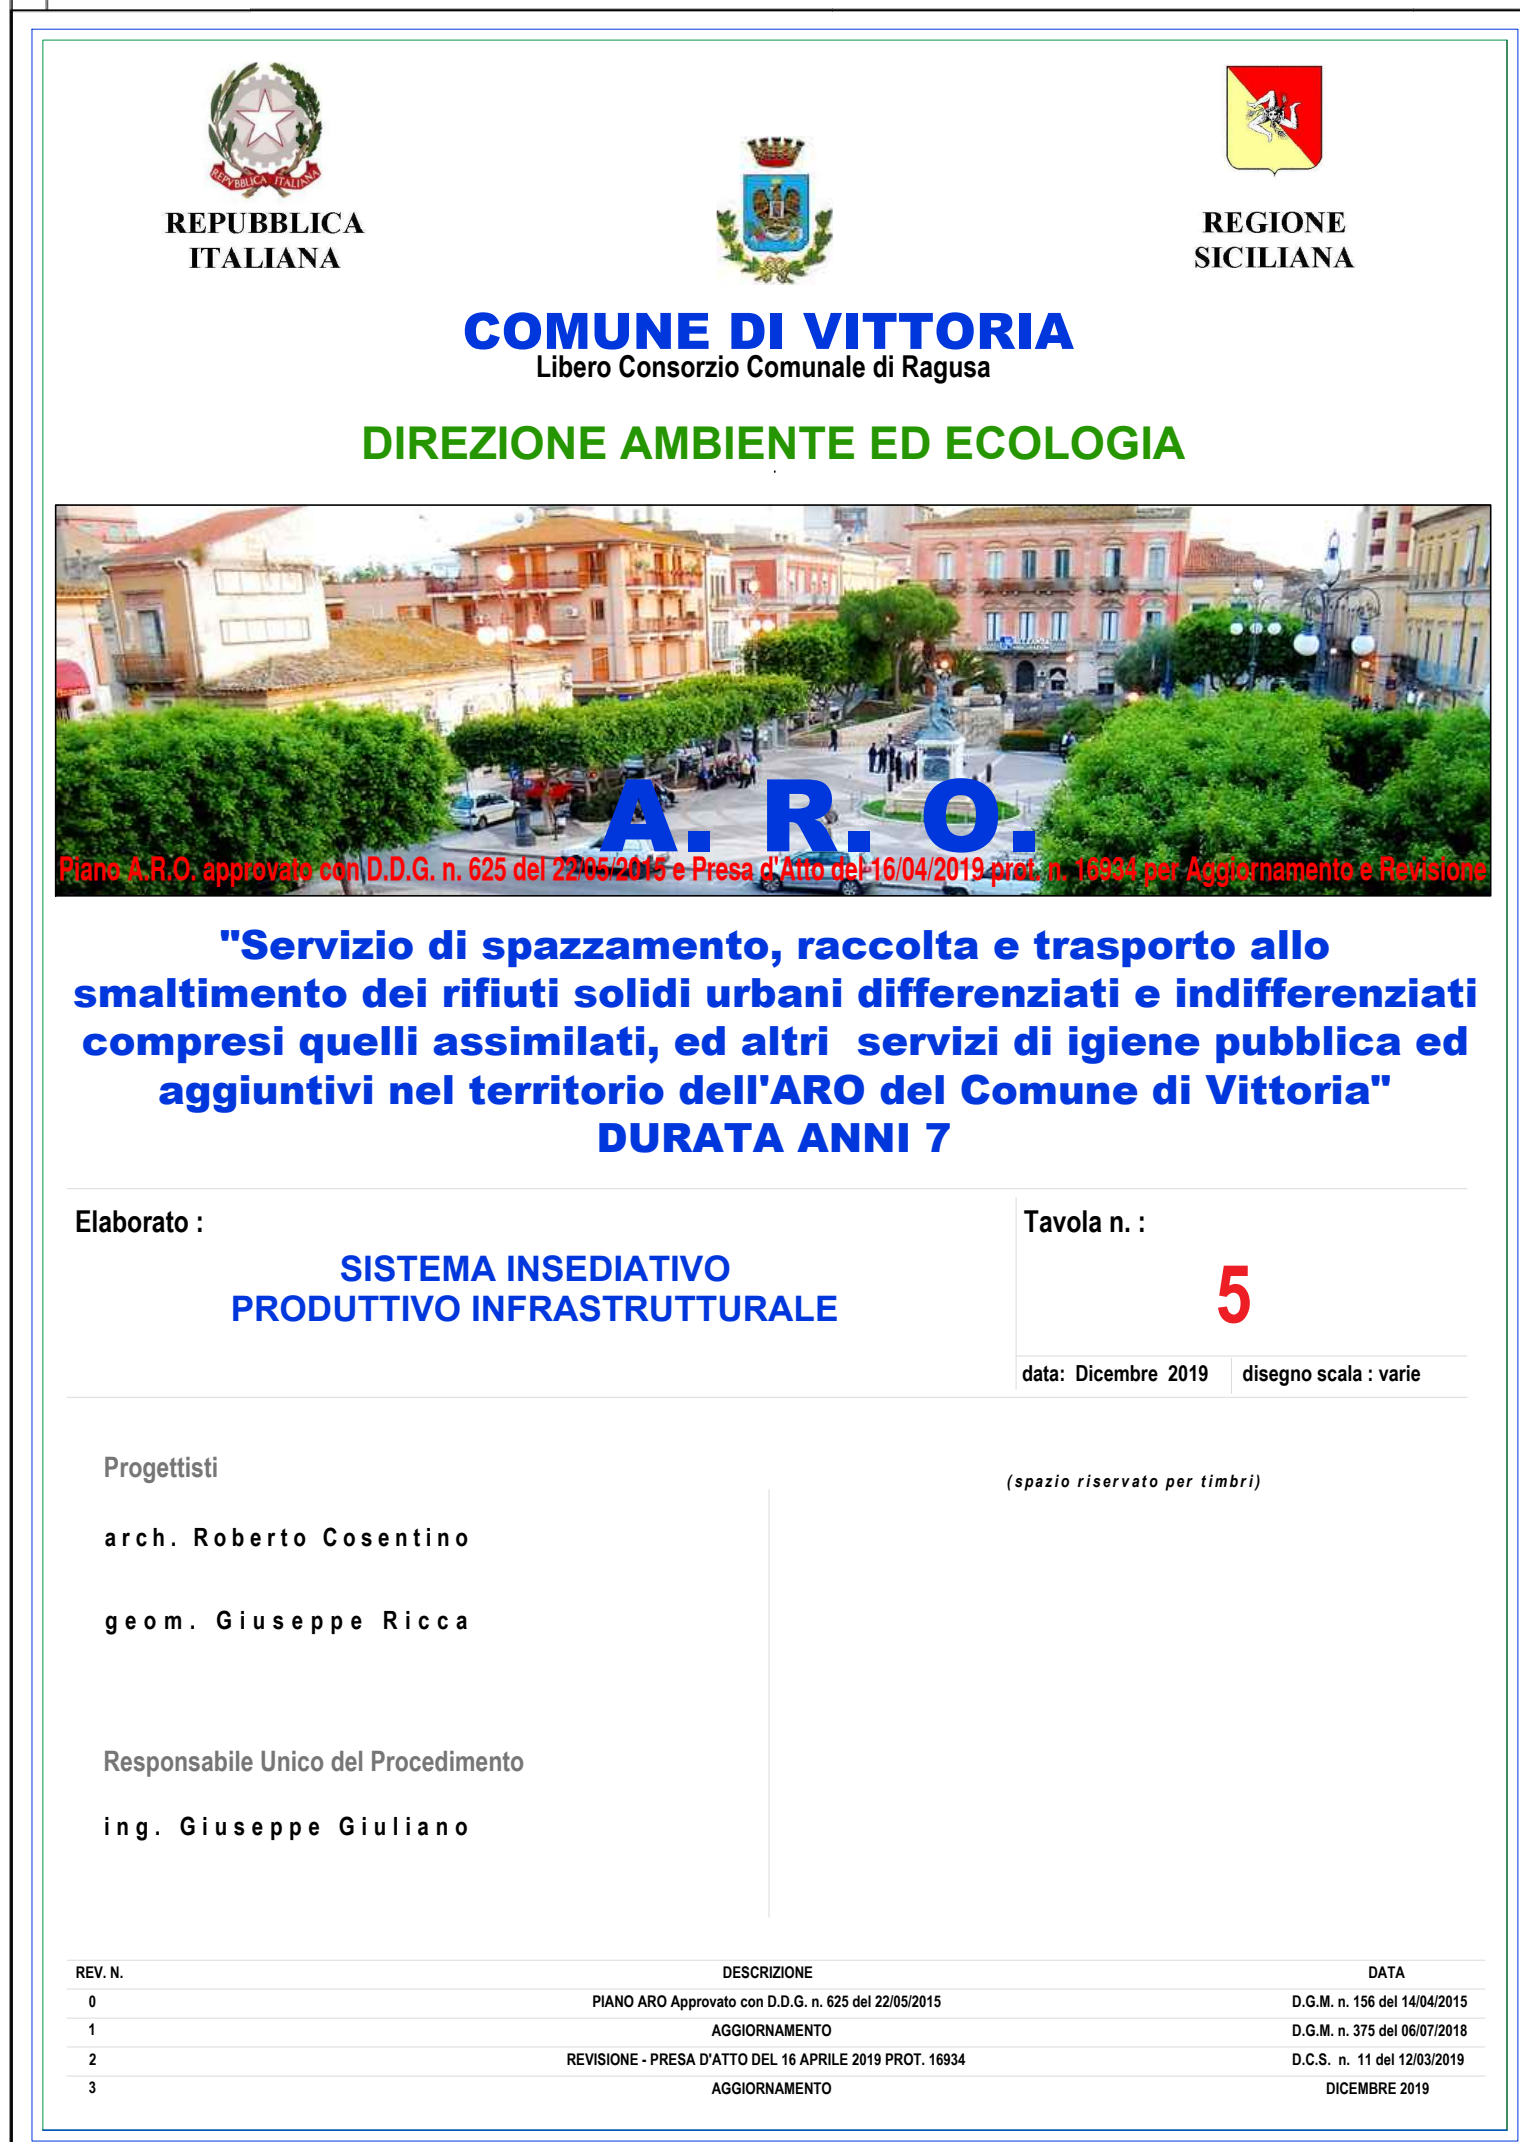 REPVBBLICA ITALIANA
REPUBBLICA
ITALIANA
REGIONE
SICILIANA
COMUNE DI VITTORIA
Libero Consorzio Comunale di Ragusa
DIREZIONE AMBIENTE ED ECOLOGIA
A. R. O.
Piano A.R.O. approvato con D.D.G. n. 625 del 22/05/2015 e Presa d'Atto del 16/04/2019 prot. n. 16934 per Aggiornamento e Revisione
"Servizio di spazzamento, raccolta e trasporto allo
smaltimento dei rifiuti solidi urbani differenziati e indifferenziati
compresi quelli assimilati, ed altri servizi di igiene pubblica ed
aggiuntivi nel territorio dell'ARO del Comune di Vittoria"
DURATA ANNI 7
Elaborato :
SISTEMA INSEDIATIVO
PRODUTTIVO INFRASTRUTTURALE
Tavola n. :
5
data: Dicembre 2019 disegno scala : varie
Progettisti
(spazio riservato per timbri)
arch. Roberto Cosentino
geom. Giuseppe Ricca
Responsabile Unico del Procedimento
ing. Giuseppe Giuliano
REV. N. DESCRIZIONE DATA
0 PIANO ARO Approvato con D.D.G. n. 625 del 22/05/2015 D.G.M. n. 156 del 14/04/2015
1 AGGIORNAMENTO D.G.M. n. 375 del 06/07/2018
2 REVISIONE - PRESA D'ATTO DEL 16 APRILE 2019 PROT. 16934 D.C.S. n. 11 del 12/03/2019
3 AGGIORNAMENTO DICEMBRE 2019